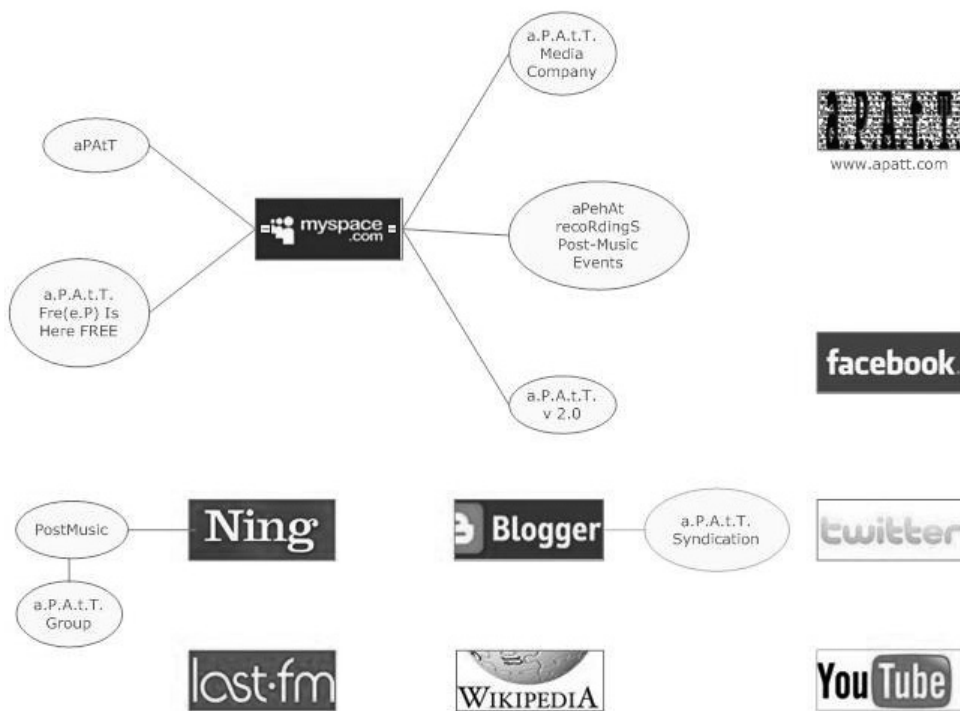 a.P.A.t.T.
Media
Company
aPAtT
myspace
.com
aPehAt
recoRdingS
Post-Music
Events
a.P.A.t.T.
Fre(e.P) Is
Here FREE
a.P.A.t.T.
v 2.0
a.P.A.t.T
www.apatt.com
facebook.
PostMusic
Ning
Blogger
a.P.A.t.T.
Syndication
twitter
a.P.A.t.T.
Group
last.fm
WIKIPEDIA
YouTube